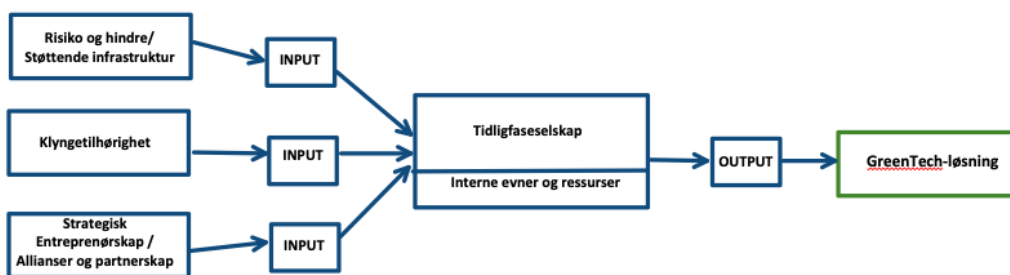 Risiko og hindre/
Støttende infrastruktur
INPUT
Klyngetilhørighet
INPUT
Strategisk
Entreprenørskap /
Allianser og partnerskap
INPUT
Tidligfaseselskap
Interne evner og ressurser
OUTPUT
GreenTech-løsning